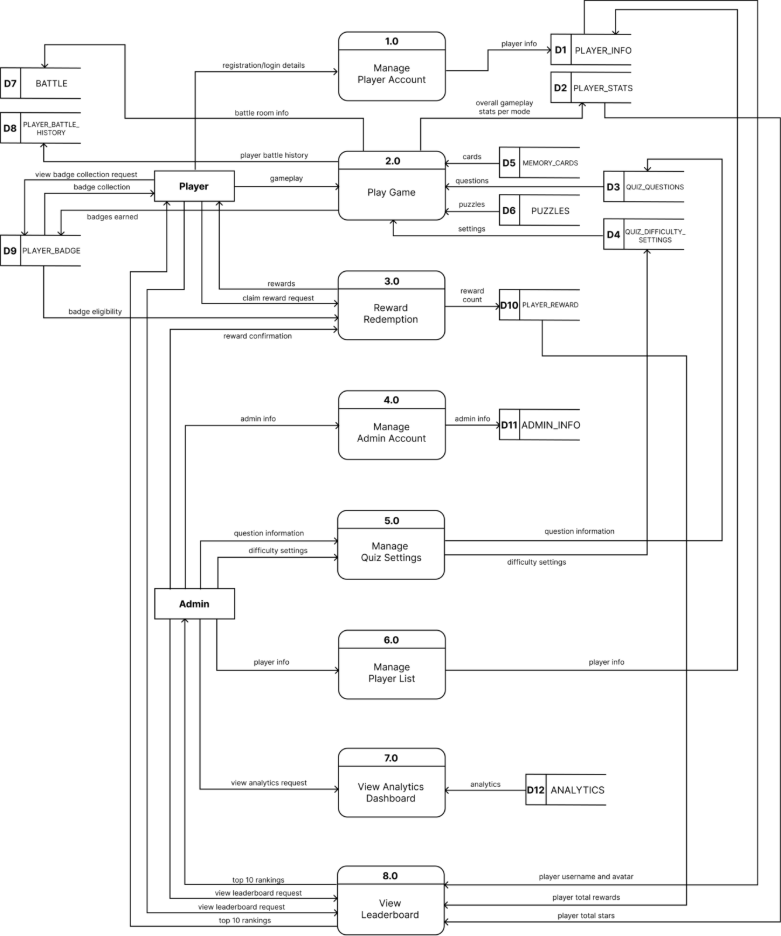 1.0
Manage
Player Account
registration/login details
player info
D1
PLAYER_INFO
D2
PLAYER_STATS
D7
BATTLE
D8
PLAYER_BATTLE_
HISTORY
battle room info
overall gameplay
stats per mode
player battle history
2.0
Play Game
cards
D5
MEMORY_CARDS
view badge collection request
badge collection
Player
gameplay
questions
D3
QUIZ_QUESTIONS
badges earned
puzzles
D6
PUZZLES
settings
D4
QUIZ_DIFFICULTY_
SETTINGS
D9
PLAYER_BADGE
3.0
Reward
Redemption
rewards
claim reward request
badge eligibility
reward confirmation
reward
count
D10
PLAYER_REWARD
4.0
Manage
Admin Account
admin info
admin info
D11
ADMIN_INFO
5.0
Manage
Quiz Settings
question information
difficulty settings
question information
difficulty settings
Admin
6.0
Manage
Player List
player info
player info
7.0
View Analytics
Dashboard
view analytics request
analytics
D12
ANALYTICS
8.0
View
Leaderboard
top 10 rankings
view leaderboard request
view leaderboard request
top 10 rankings
player username and avatar
player total rewards
player total stars